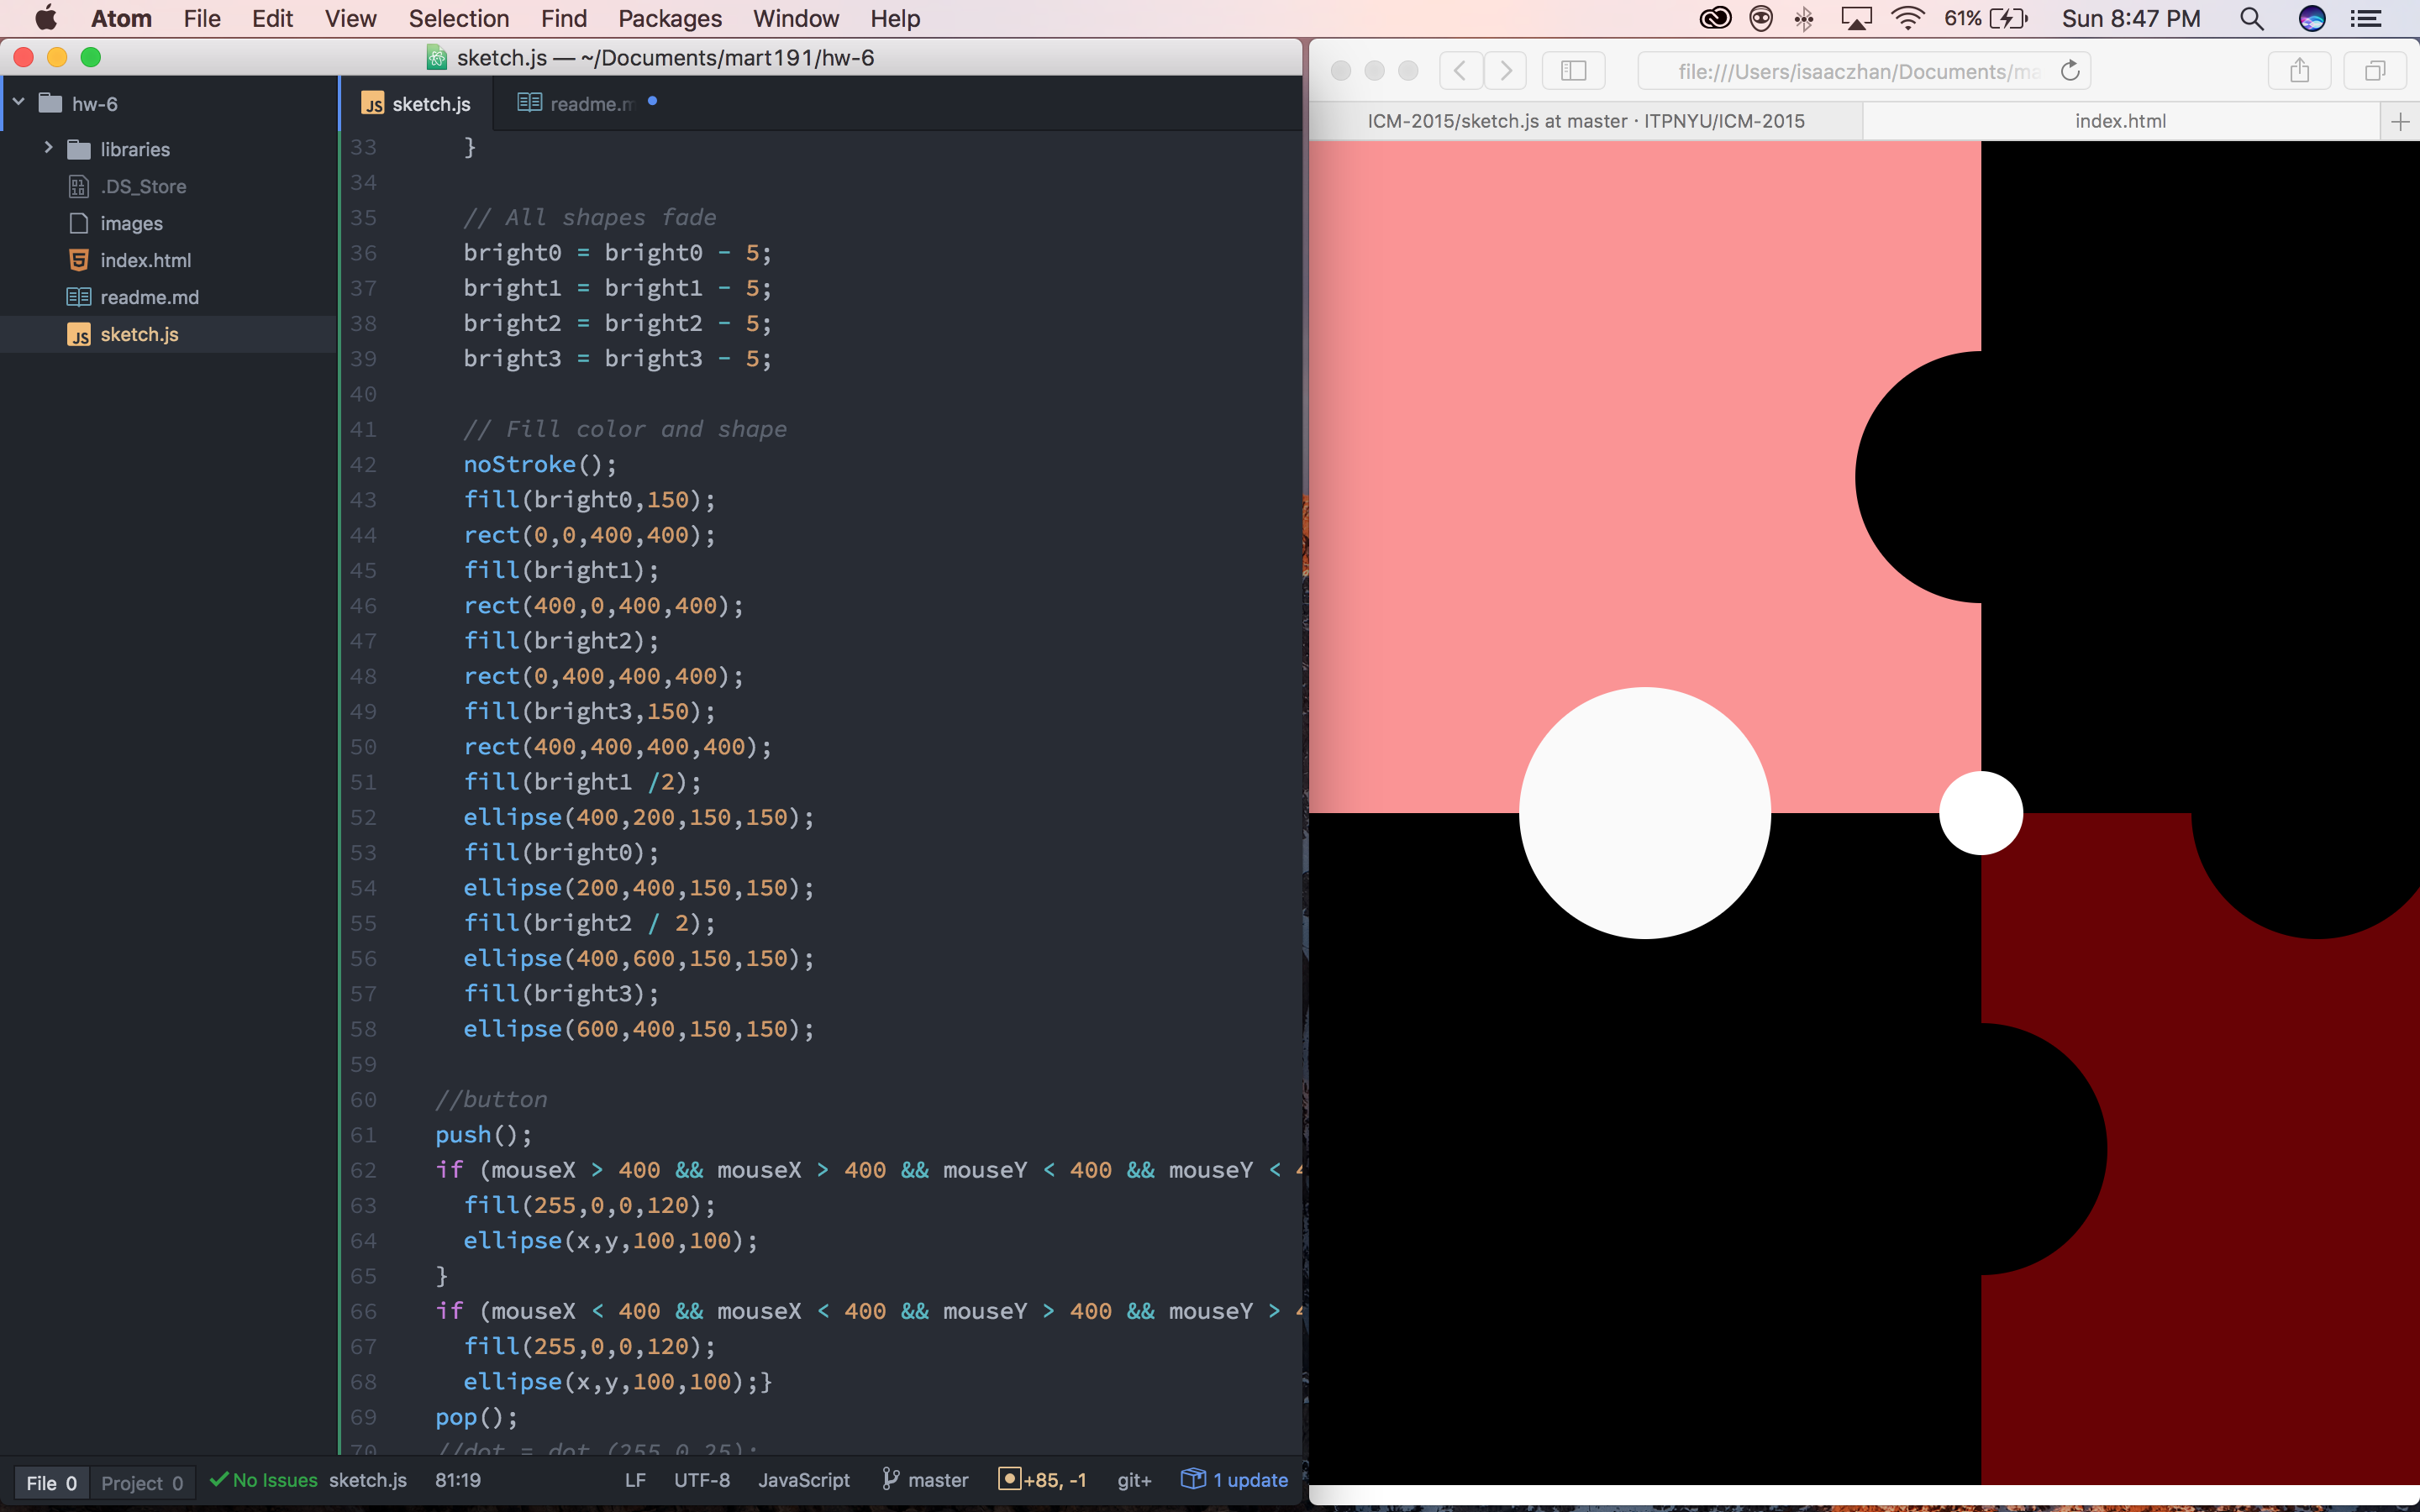 Atom File Edit View Selection Find Packages Window Help 61% Sun 8:47 PM
sketch.js — ~/Documents/mart191/hw-6
hw-6
libraries
.DS_Store
images
index.html
readme.md
sketch.js
sketch.js readme.m
33 }
34
35 // All shapes fade
36 bright0 = bright0 - 5;
37 bright1 = bright1 - 5;
38 bright2 = bright2 - 5;
39 bright3 = bright3 - 5;
40
41 // Fill color and shape
42 noStroke();
43 fill(bright0,150);
44 rect(0,0,400,400);
45 fill(bright1);
46 rect(400,0,400,400);
47 fill(bright2);
48 rect(0,400,400,400);
49 fill(bright3,150);
50 rect(400,400,400,400);
51 fill(bright1 /2);
52 ellipse(400,200,150,150);
53 fill(bright0);
54 ellipse(200,400,150,150);
55 fill(bright2 / 2);
56 ellipse(400,600,150,150);
57 fill(bright3);
58 ellipse(600,400,150,150);
59
60 //button
61 push();
62 if (mouseX > 400 && mouseX > 400 && mouseY < 400 && mouseY <
63 fill(255,0,0,120);
64 ellipse(x,y,100,100);
65 }
66 if (mouseX < 400 && mouseX < 400 && mouseY > 400 && mouseY >
67 fill(255,0,0,120);
68 ellipse(x,y,100,100);}
69 pop();
70 //dot = dot (255,0,25);
File 0 Project 0 No Issues sketch.js 81:19 LF UTF-8 JavaScript master +85, -1 git+ 1 update
file:///Users/isaaczhan/Documents/ma
ICM-2015/sketch.js at master · ITPNYU/ICM-2015 index.html